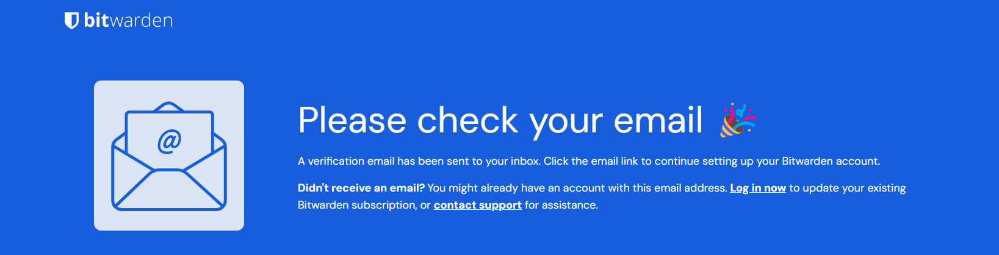 bitwarden
@
Please check your email
A verification email has been sent to your inbox. Click the email link to continue setting up your Bitwarden account.
Didn't receive an email? You might already have an account with this email address. Log in now to update your existing
Bitwarden subscription, or contact support for assistance.